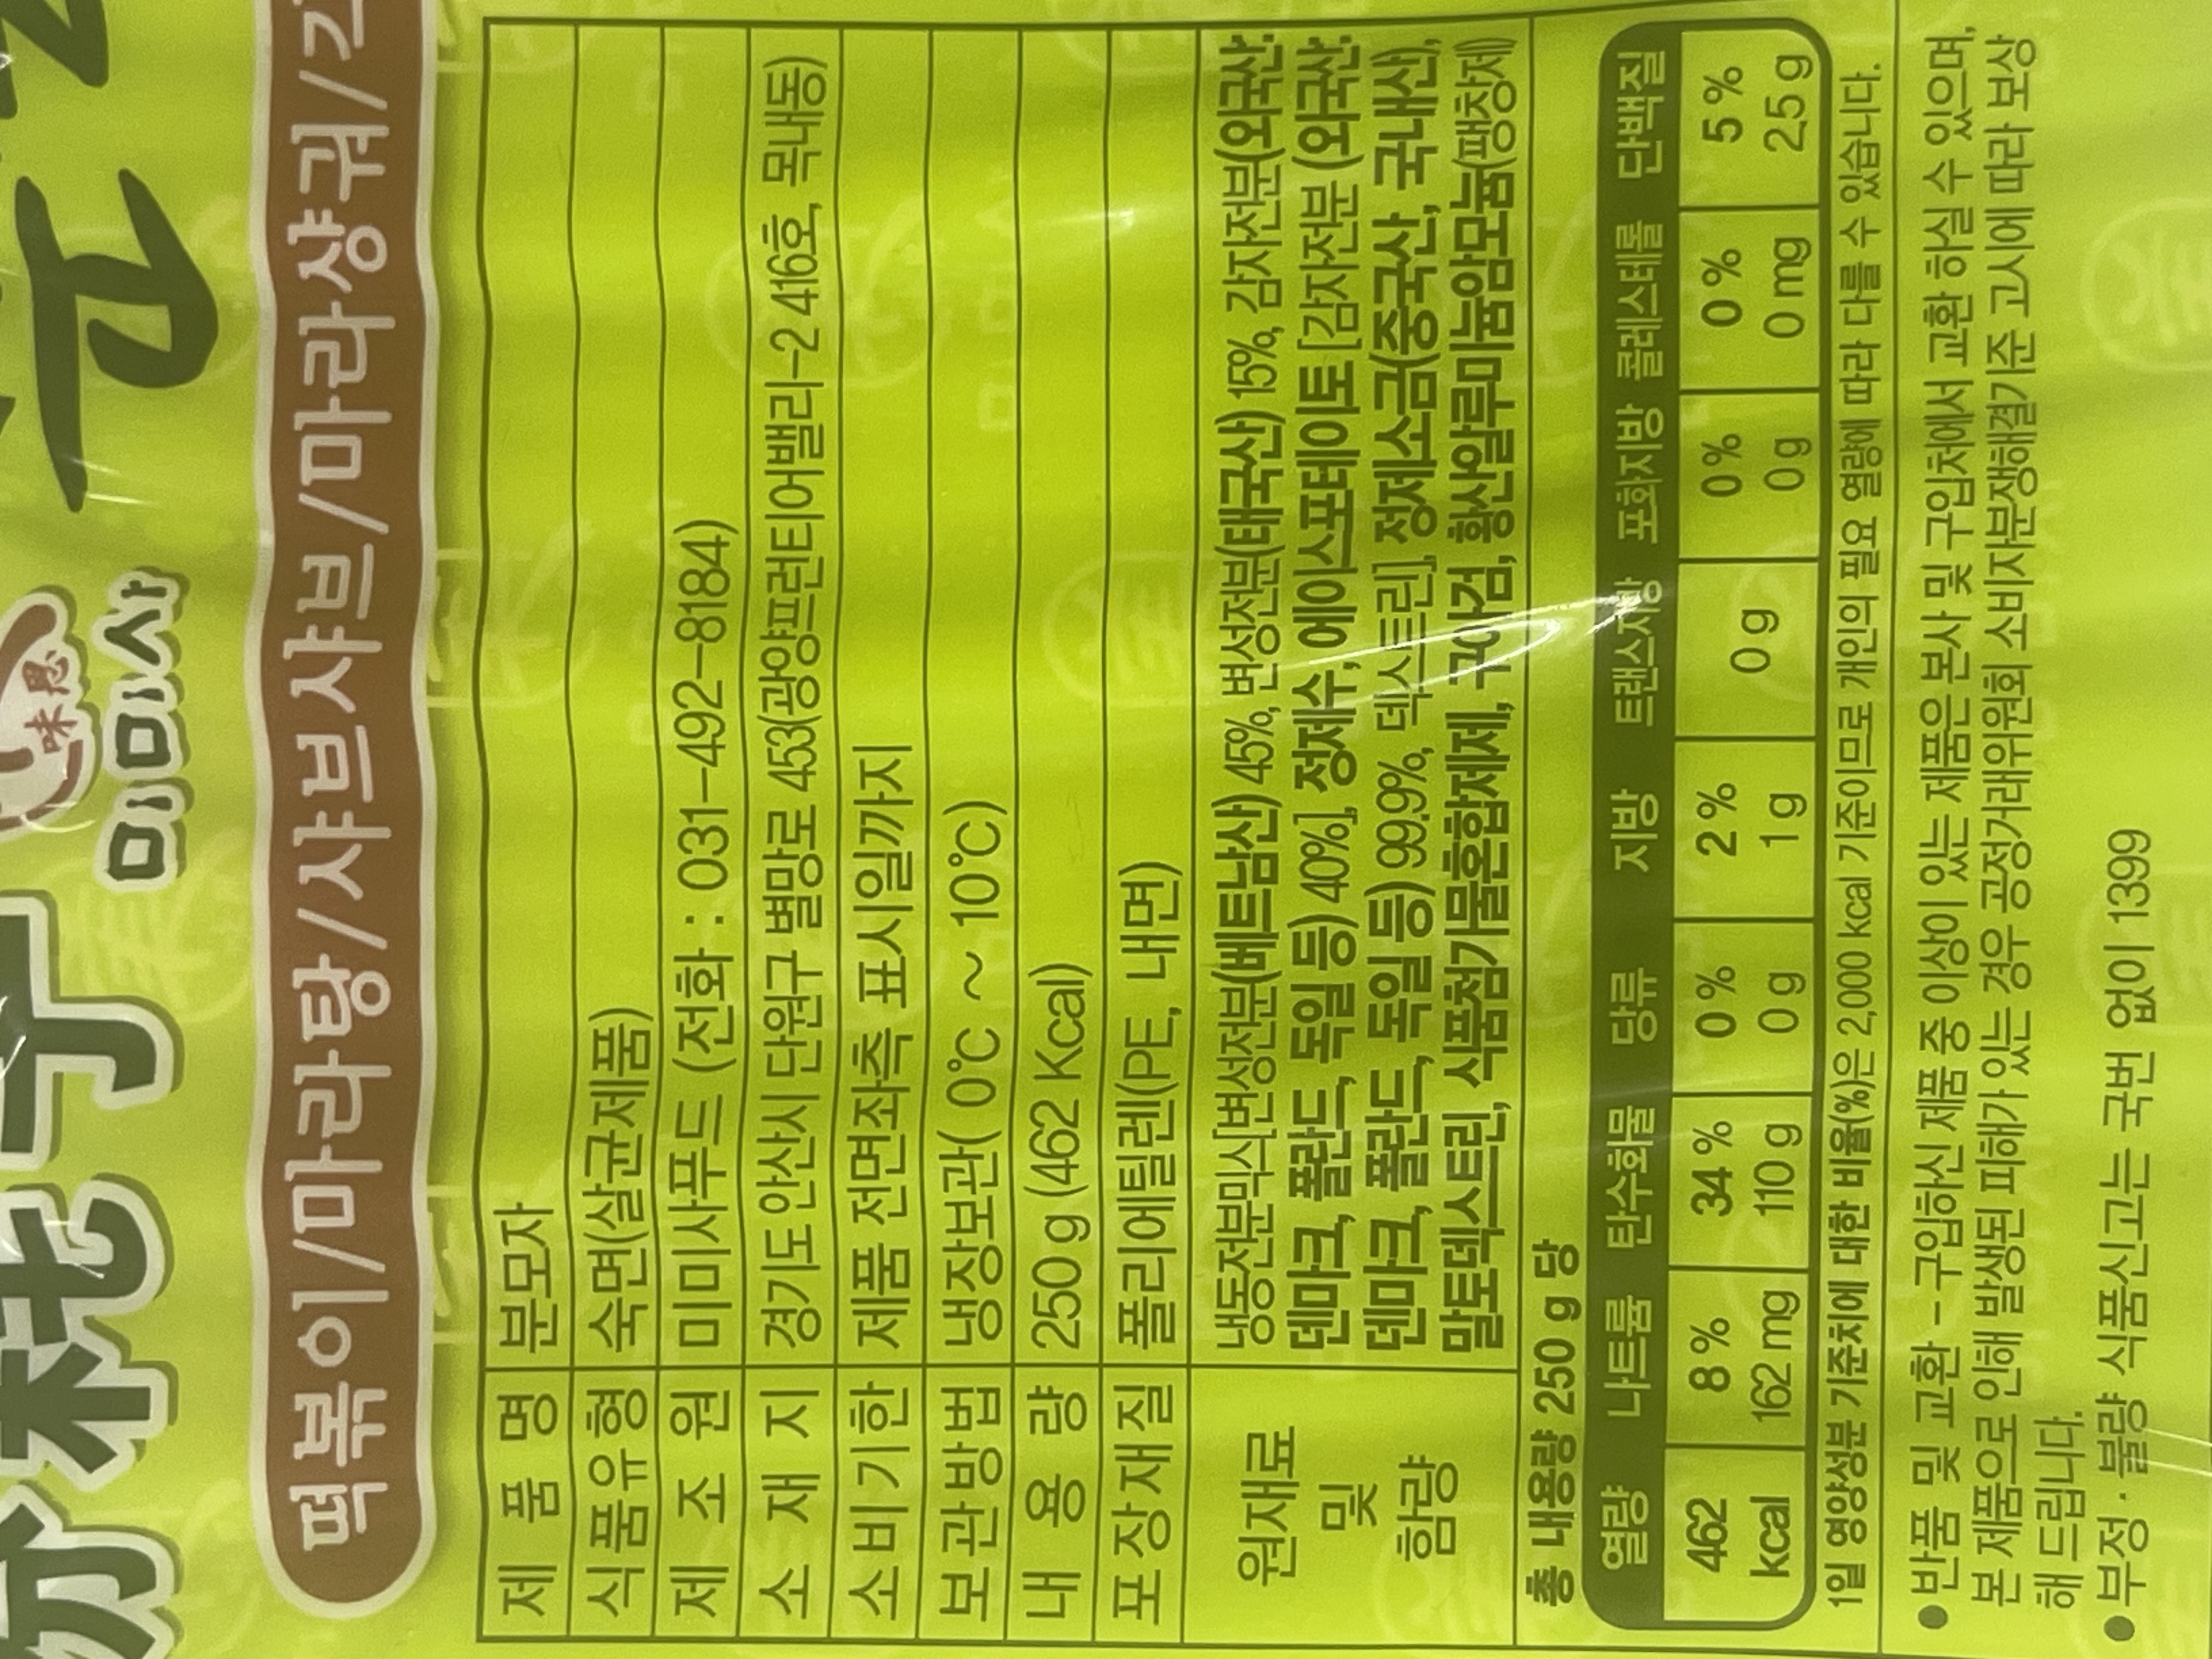 분모자
味思
미미샤
떡볶이/마라탕/샤브샤브/마라샹궈/
제 품 명 분모자
식품유형 숙면(살균제품)
제 조 원 미미사푸드 (전화 : 031-492-8184)
소 재 지 경기도 안산시 단원구 별망로 453(광양프런티어밸리-2 416호, 목내동)
소비기한 제품 전면좌측 표시일까지
보관방법 냉장보관( 0℃ ~ 10℃)
내 용 량 250 g (462 Kcal)
포장재질 폴리에틸렌(PE, 내면)
원재료 및 함량
냉동전분믹스[변성전분(베트남산) 45%, 변성전분(태국산) 15%, 감자전분(외국산:
덴마크, 폴란드, 독일 등) 40%], 정제수, 에이스포테이토 [감자전분 (외국산:
덴마크, 폴란드, 독일 등) 99.9%, 덱스트린], 정제소금(중국산, 국내산),
말토덱스트린, 식품첨가물혼합제제, 구아검, 황산알루미늄암모늄(팽창제)
총 내용량 250 g 당
열량 나트륨 탄수화물 당류 지방 트랜스지방 포화지방 콜레스테롤 단백질
462 8 % 34 % 0 % 2 % 0 g 0 % 0 % 5 %
kcal 162 mg 110 g 0 g 1 g 0 g 0 mg 2.5 g
1일 영양성분 기준치에 대한 비율(%)은 2,000 kcal 기준이므로 개인의 필요 열량에 따라 다를 수 있습니다.
● 반품 및 교환 - 구입하신 제품 중 이상이 있는 제품은 본사 및 구입처에서 교환 하실 수 있으며,
본 제품으로 인해 발생된 피해가 있는 경우 공정거래위원회 소비자분쟁해결기준 고시에 따라 보상
해 드립니다.
● 부정 · 불량 식품신고는 국번 없이 1399